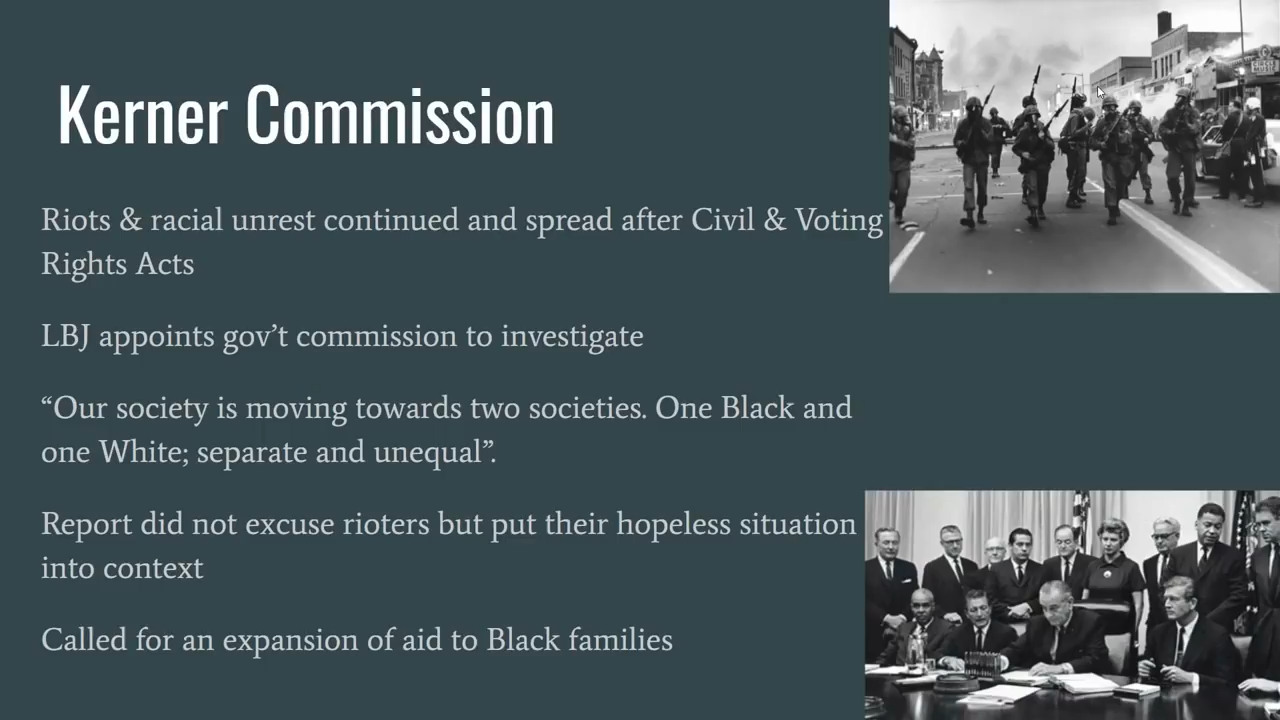 Kerner Commission
Riots & racial unrest continued and spread after Civil & Voting
Rights Acts
LBJ appoints gov’t commission to investigate
“Our society is moving towards two societies. One Black and
one White; separate and unequal”.
Report did not excuse rioters but put their hopeless situation
into context
Called for an expansion of aid to Black families